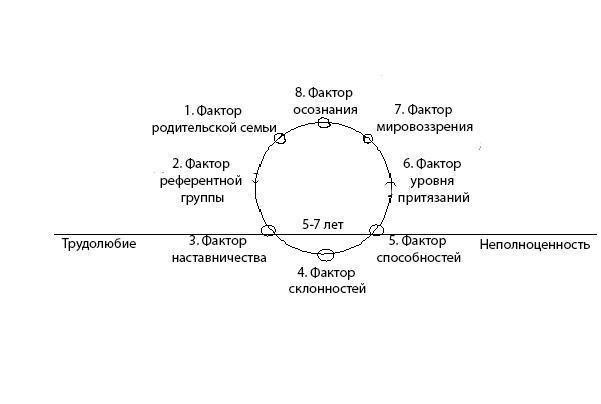 8. Фактор
осознания
1. Фактор
родительской семьи
7. Фактор
мировоззрения
2. Фактор
референтной
группы
6. Фактор
уровня
притязаний
5-7 лет
Трудолюбие
3. Фактор
наставничества
5. Фактор
способностей
Неполноценность
4. Фактор
склонностей